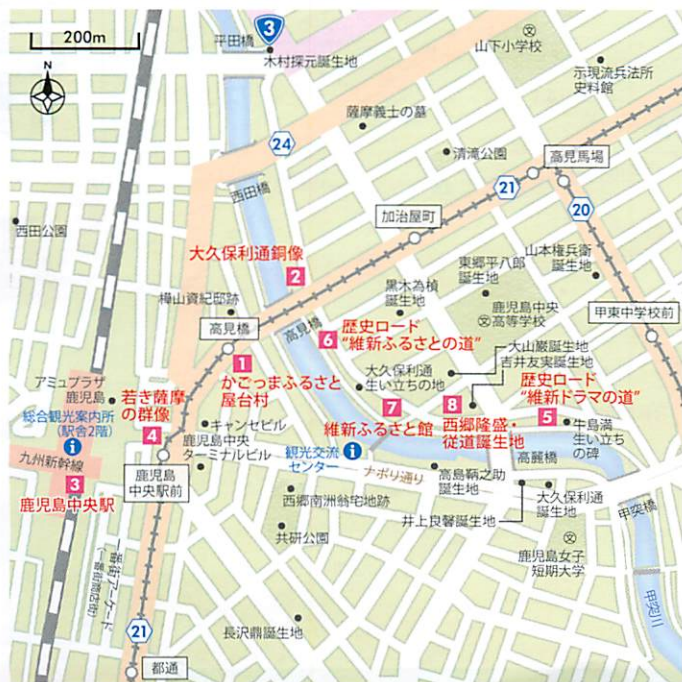 200m
N
平田橋
3
木村探元誕生地
山下小学校
示現流兵法所
史料館
薩摩義士の墓
24
清滝公園
高見馬場
21
20
西田橋
西田公園
加治屋町
大久保利通銅像
2
東郷平八郎
誕生地
山本権兵衛
誕生地
黒木為楨
誕生地
樺山資紀邸跡
高見橋
高見橋
鹿児島中央
高等学校
甲東中学校前
6
歴史ロード
“維新ふるさとの道”
1
かごっまふるさと
屋台村
大山巌誕生地
吉井友実誕生地
大久保利通
生い立ちの地
アミュプラザ
鹿児島
若き薩摩
の群像
4
歴史ロード
“維新ドラマの道”
5
7
維新ふるさと館
8
西郷隆盛・
従道誕生地
総合観光案内所
(駅舎2階)
キャンセビル
鹿児島中央
ターミナルビル
牛島満
生い立ち
の碑
観光交流
センター
高麗橋
九州新幹線
3
鹿児島中央駅
鹿児島
中央駅前
ナポリ通り
高島鞆之助
誕生地
大久保利通
誕生地
西郷南洲翁宅地跡
井上良馨誕生地
甲突橋
共研公園
鹿児島女子
短期大学
一番街アーケード
(一番街商店街)
甲突川
21
長沢鼎誕生地
都通